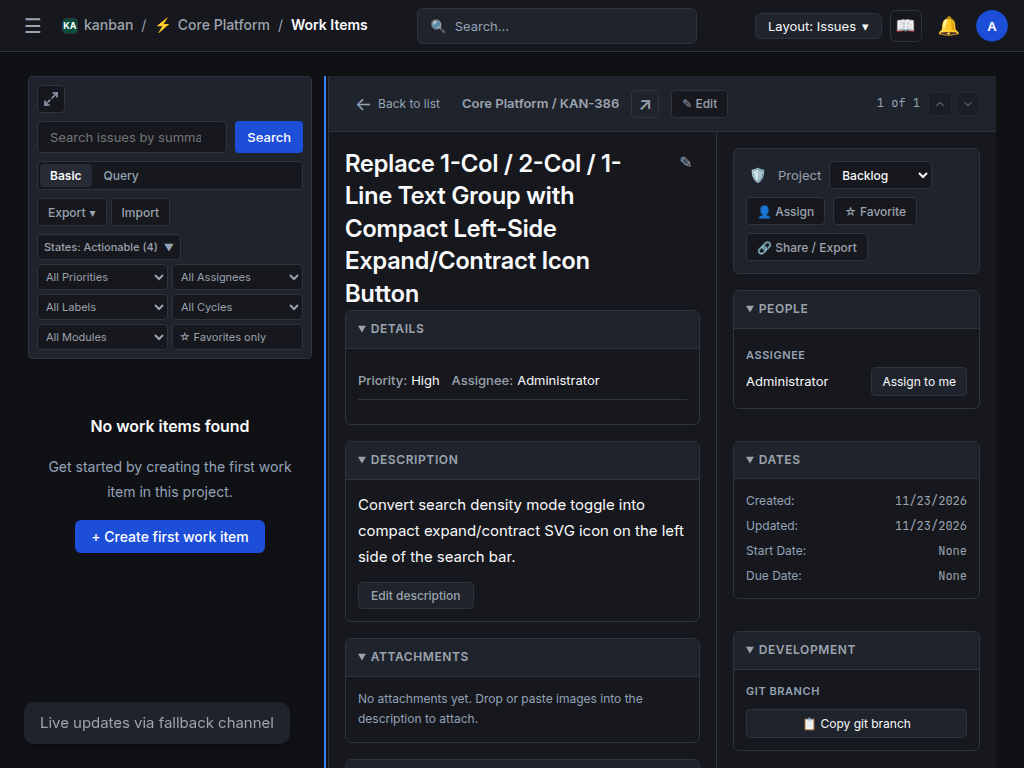 KA kanban / ⚡ Core Platform / Work Items
Search...
Layout: Issues ▾
A
Search issues by summa
Search
Basic Query
Export ▾ Import
States: Actionable (4) ▼
All Priorities All Assignees
All Labels All Cycles
All Modules ☆ Favorites only
No work items found
Get started by creating the first work
item in this project.
+ Create first work item
Live updates via fallback channel
← Back to list Core Platform / KAN-386 ✎ Edit 1 of 1
Replace 1-Col / 2-Col / 1-
Line Text Group with
Compact Left-Side
Expand/Contract Icon
Button
▼ DETAILS
Priority: High Assignee: Administrator
▼ DESCRIPTION
Convert search density mode toggle into
compact expand/contract SVG icon on the left
side of the search bar.
Edit description
▼ ATTACHMENTS
No attachments yet. Drop or paste images into the
description to attach.
Project Backlog
Assign ☆ Favorite
Share / Export
▼ PEOPLE
ASSIGNEE
Administrator Assign to me
▼ DATES
Created: 11/23/2026
Updated: 11/23/2026
Start Date: None
Due Date: None
▼ DEVELOPMENT
GIT BRANCH
Copy git branch